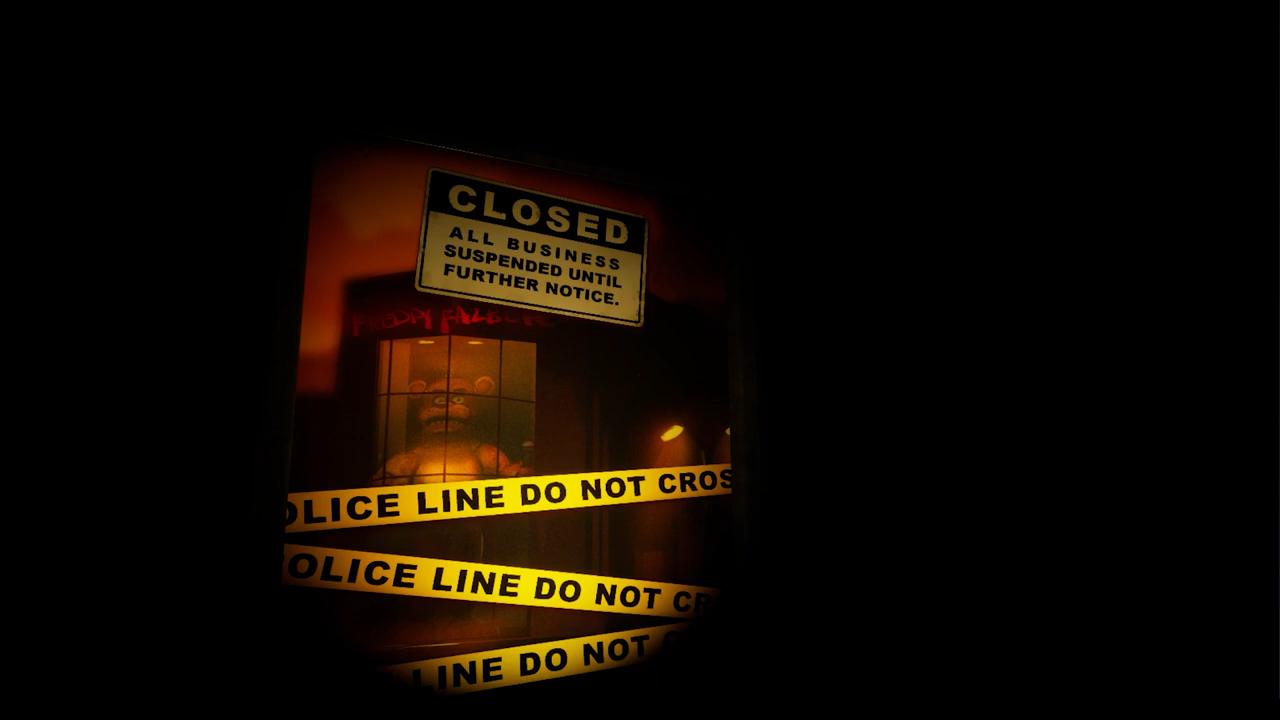 CLOSED
ALL BUSINESS
SUSPENDED UNTIL
FURTHER NOTICE.
FREDDY
OLICE LINE DO NOT CROS
OLICE LINE DO NOT CR
LINE DO NOT